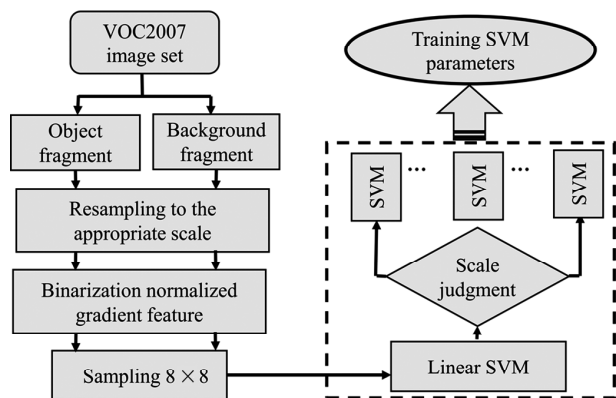 VOC2007
image set
Object
fragment
Background
fragment
Resampling to the
appropriate scale
Binarization normalized
gradient feature
Sampling 8 × 8
Training SVM
parameters
SVM
...
SVM
...
SVM
Scale
judgment
Linear SVM